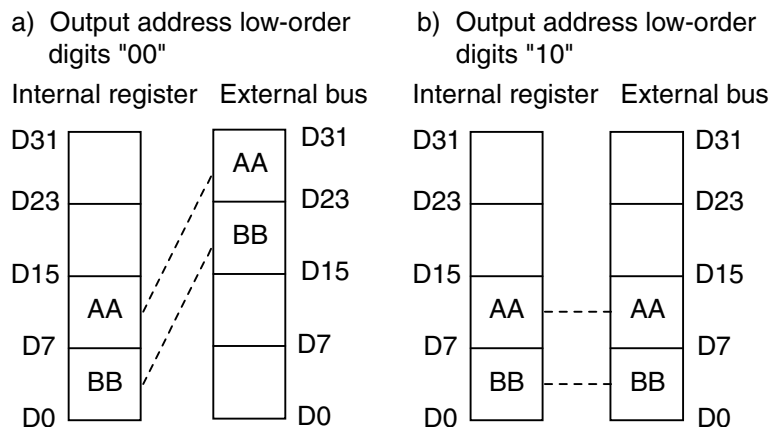 a) Output address low-order
digits "00"
Internal register External bus
D31 D31
AA
D23 D23
BB
D15 D15
AA
D7 D7
BB
D0 D0
b) Output address low-order
digits "10"
Internal register External bus
D31 D31
D23 D23
D15 D15
AA AA
D7 D7
BB BB
D0 D0